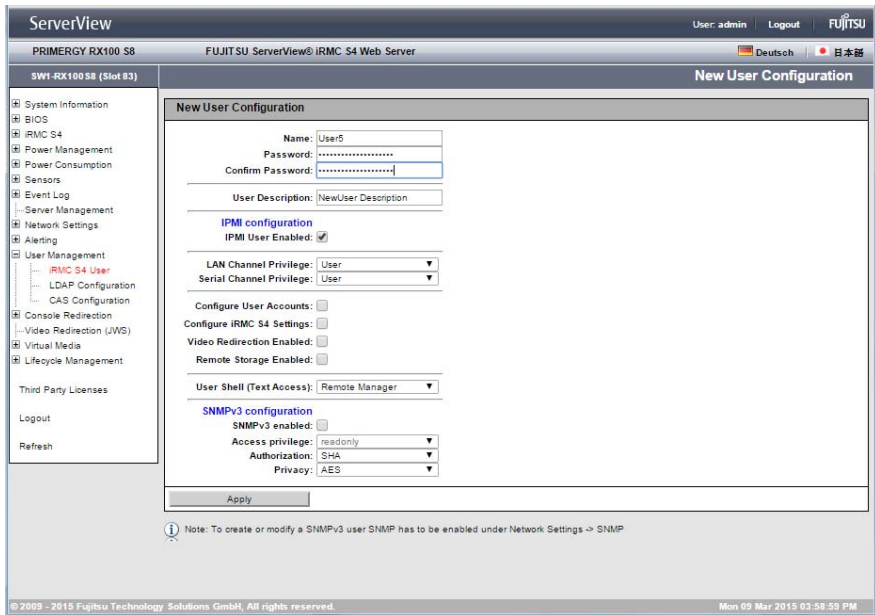 ServerView
User: admin Logout FUJITSU
PRIMERGY RX100 S8 FUJITSU ServerView® iRMC S4 Web Server Deutsch 日本語
SW1-RX100S8 (Slot 83) New User Configuration
System Information
BIOS
iRMC S4
Power Management
Power Consumption
Sensors
Event Log
Server Management
Network Settings
Alerting
User Management
iRMC S4 User
LDAP Configuration
CAS Configuration
Console Redirection
Video Redirection (JWS)
Virtual Media
Lifecycle Management
Third Party Licenses
Logout
Refresh
New User Configuration
Name: User5
Password: •••••••••••••••••••
Confirm Password: •••••••••••••••••••
User Description: NewUser Description
IPMI configuration
IPMI User Enabled:
LAN Channel Privilege: User
Serial Channel Privilege: User
Configure User Accounts:
Configure iRMC S4 Settings:
Video Redirection Enabled:
Remote Storage Enabled:
User Shell (Text Access): Remote Manager
SNMPv3 configuration
SNMPv3 enabled:
Access privilege: readonly
Authorization: SHA
Privacy: AES
Apply
Note: To create or modify a SNMPv3 user SNMP has to be enabled under Network Settings -> SNMP
© 2009 - 2015 Fujitsu Technology Solutions GmbH, All rights reserved. Mon 09 Mar 2015 03:58:59 PM